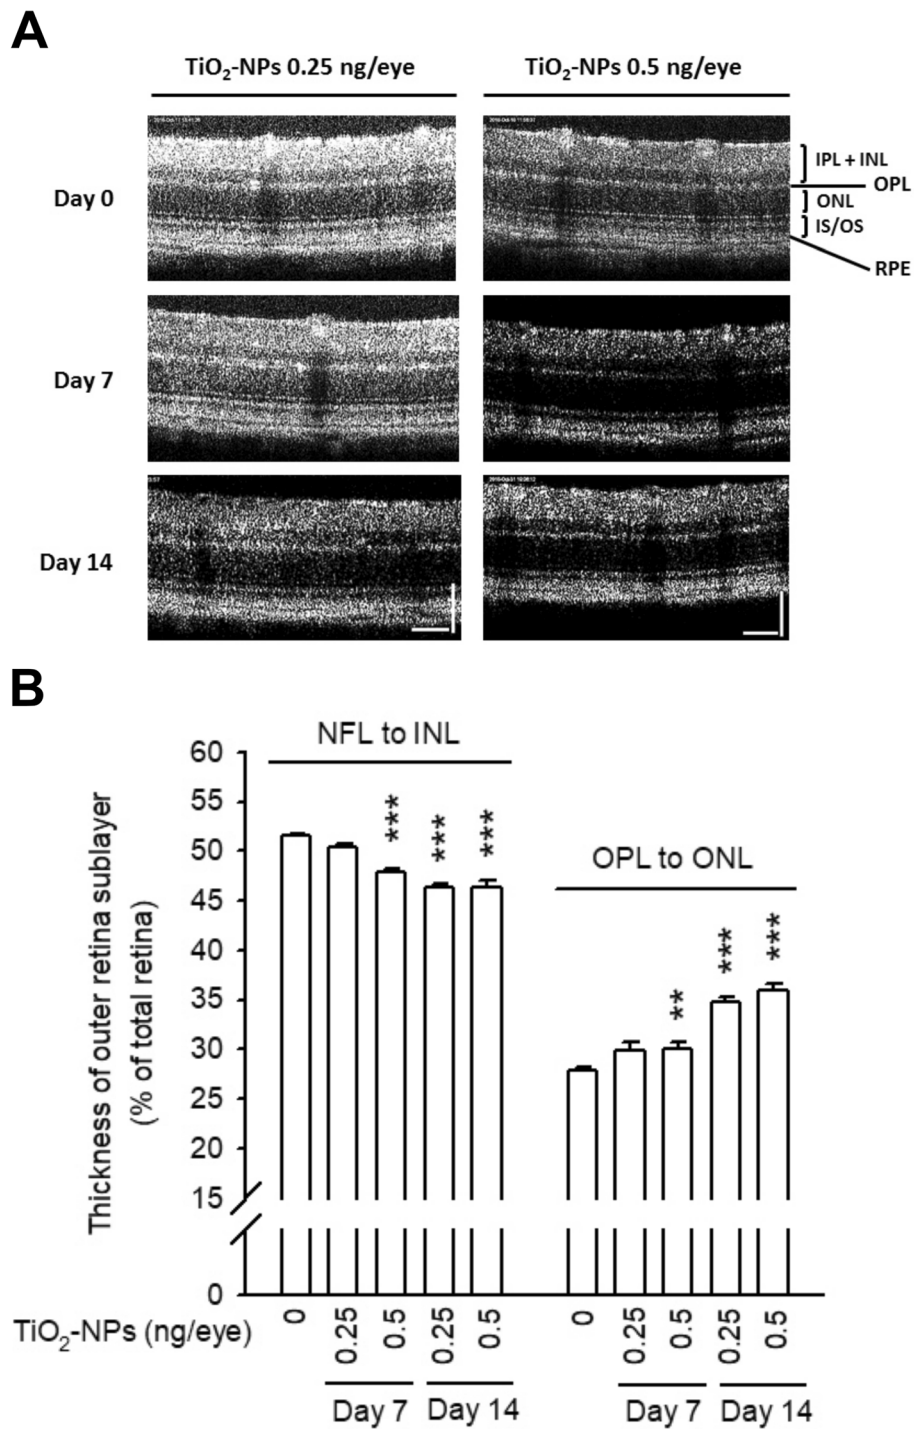 A
TiO2-NPs 0.25 ng/eye
TiO2-NPs 0.5 ng/eye
Day 0
IPL + INL
OPL
ONL
IS/OS
RPE
Day 7
Day 14
B
NFL to INL
OPL to ONL
Thickness of outer retina sublayer
(% of total retina)
60
55
50
45
40
35
30
25
20
15
0
***
***
***
**
***
***
TiO2-NPs (ng/eye)
0 0.25 0.5 0.25 0.5 0 0.25 0.5 0.25 0.5
Day 7 Day 14 Day 7 Day 14